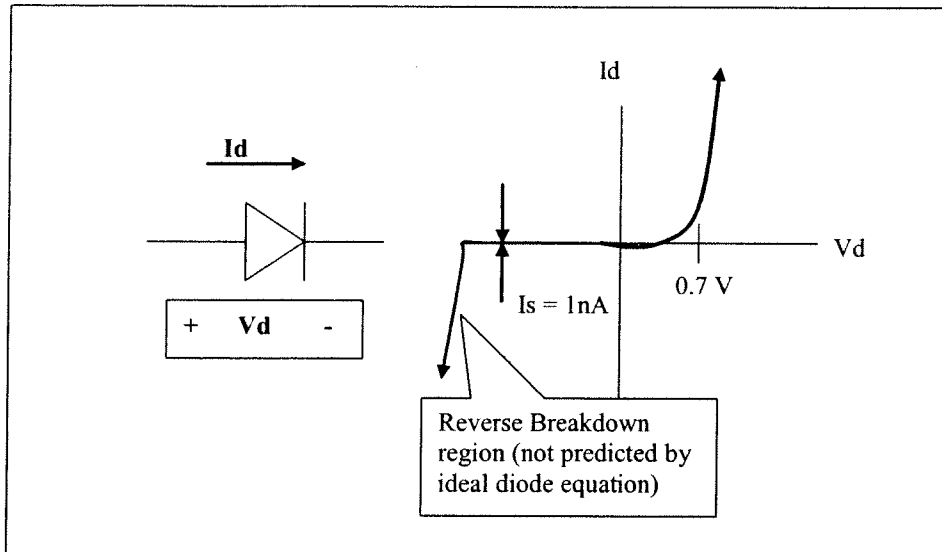 Id
Id
+ Vd -
Vd
0.7 V
Is = 1nA
Reverse Breakdown
region (not predicted by
ideal diode equation)